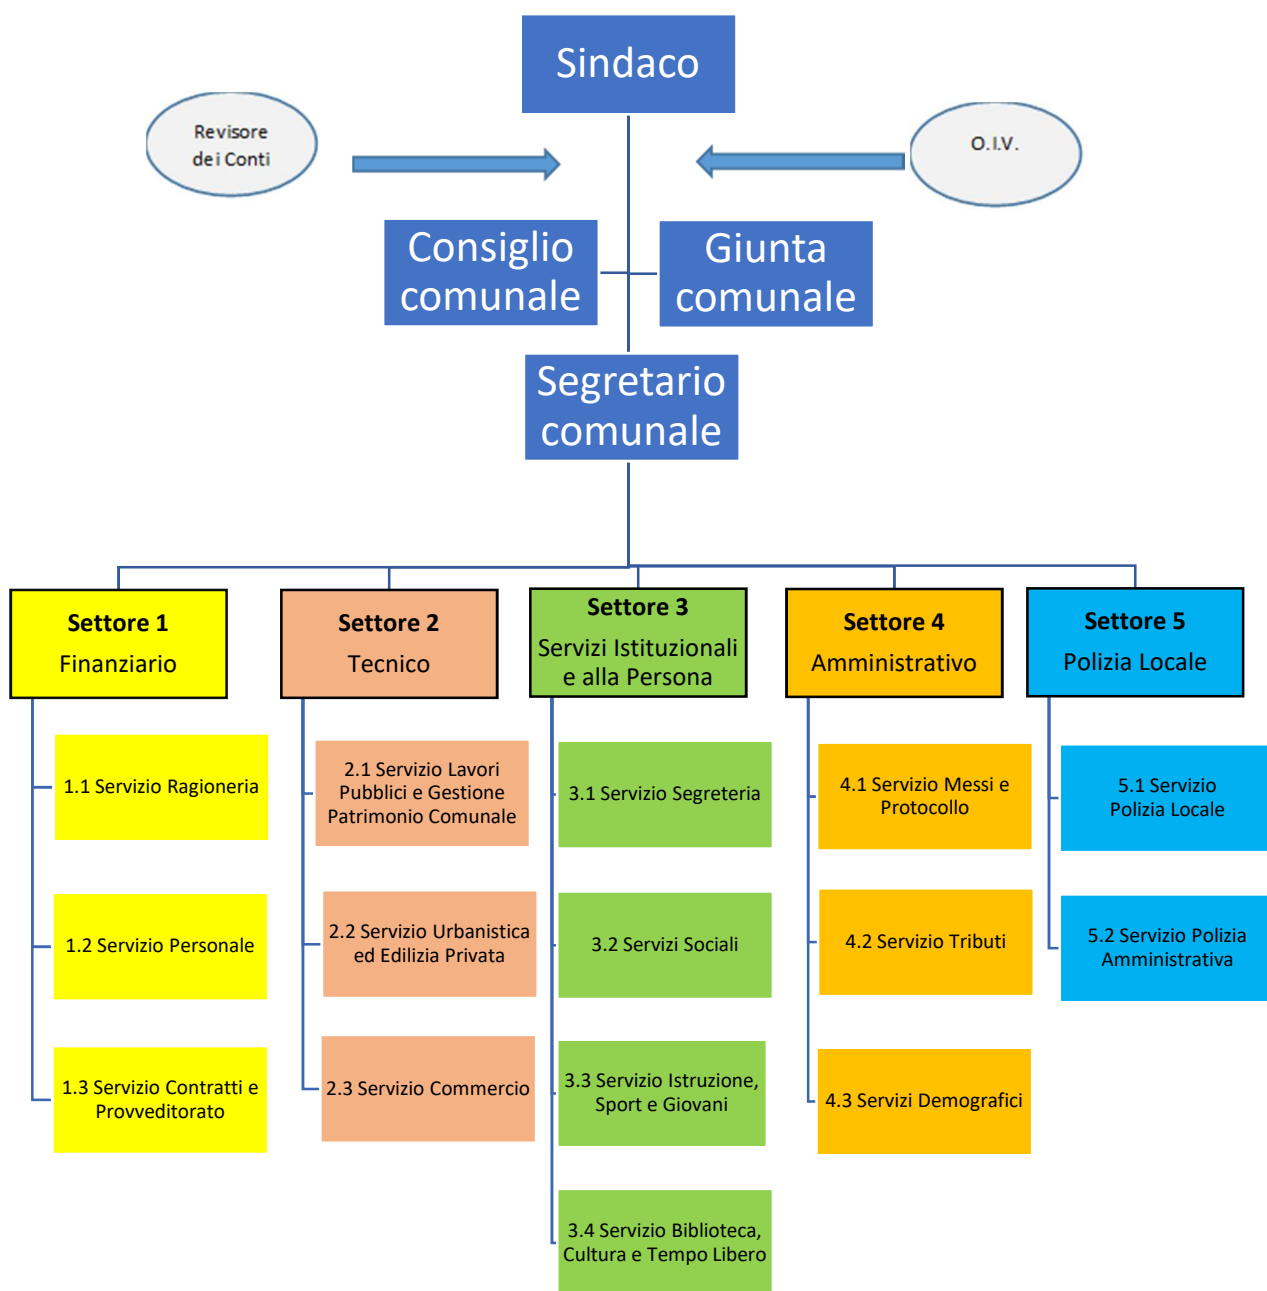 Sindaco
Revisore
dei Conti
O.I.V.
Consiglio
comunale
Giunta
comunale
Segretario
comunale
Settore 1
Finanziario
Settore 2
Tecnico
Settore 3
Servizi Istituzionali
e alla Persona
Settore 4
Amministrativo
Settore 5
Polizia Locale
1.1 Servizio Ragioneria
1.2 Servizio Personale
1.3 Servizio Contratti e
Provveditorato
2.1 Servizio Lavori
Pubblici e Gestione
Patrimonio Comunale
2.2 Servizio Urbanistica
ed Edilizia Privata
2.3 Servizio Commercio
3.1 Servizio Segreteria
3.2 Servizi Sociali
3.3 Servizio Istruzione,
Sport e Giovani
3.4 Servizio Biblioteca,
Cultura e Tempo Libero
4.1 Servizio Messi e
Protocollo
4.2 Servizio Tributi
4.3 Servizi Demografici
5.1 Servizio
Polizia Locale
5.2 Servizio Polizia
Amministrativa